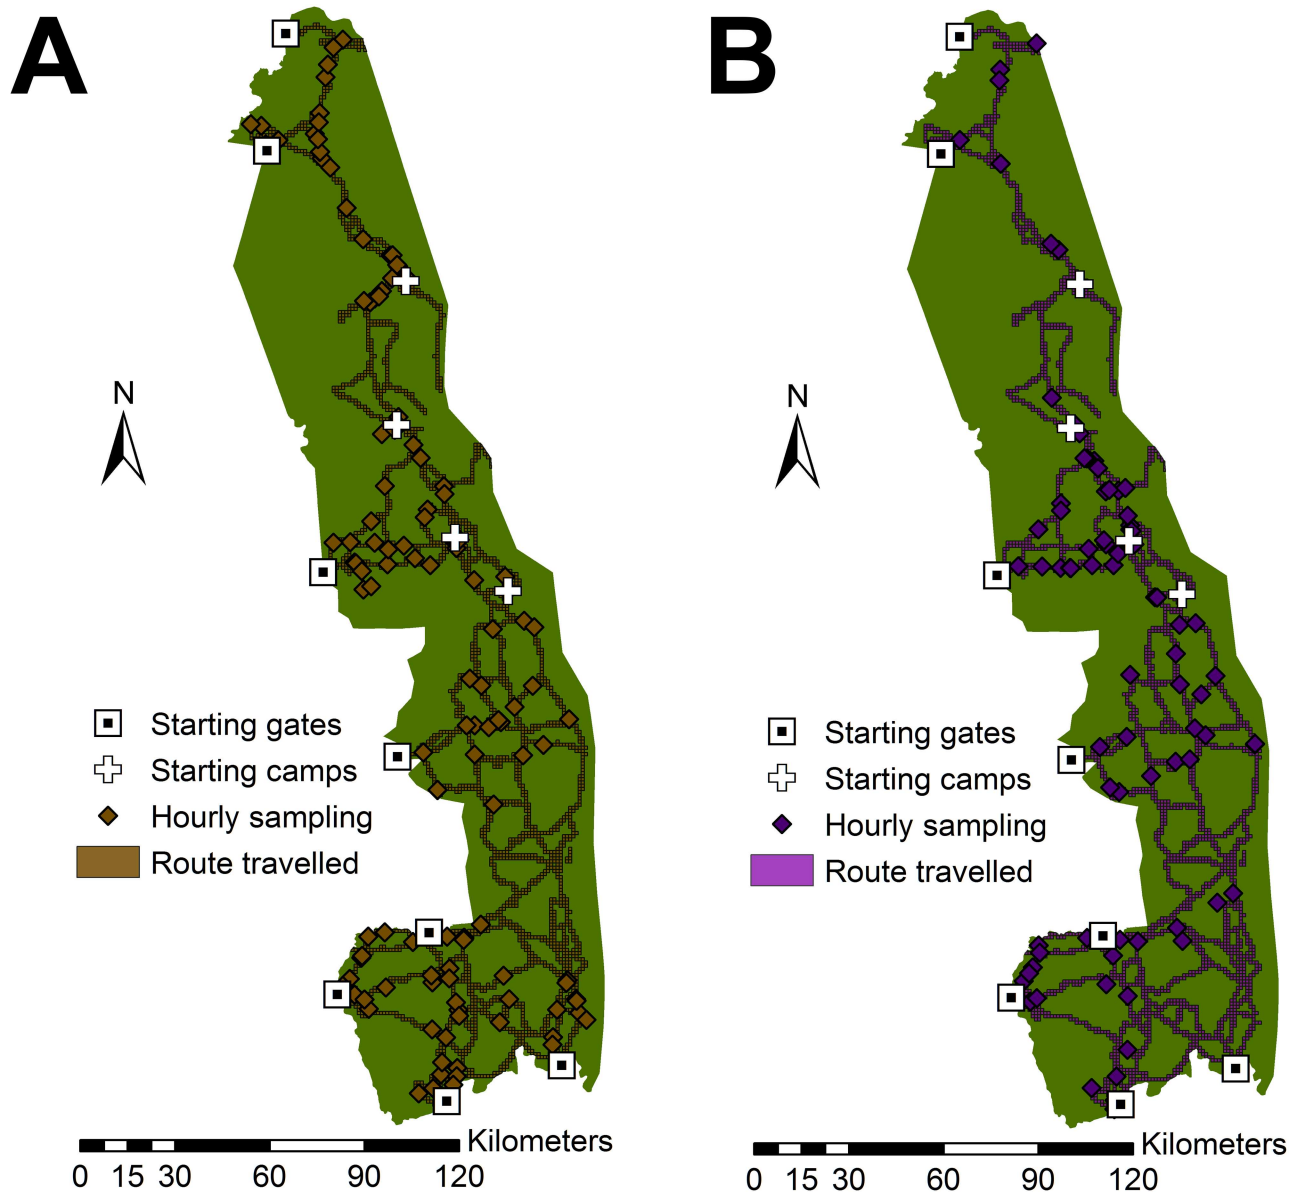 A
B
N
N
Starting gates
Starting camps
Hourly sampling
Route travelled
Starting gates
Starting camps
Hourly sampling
Route travelled
Kilometers
0 15 30 60 90 120
Kilometers
0 15 30 60 90 120